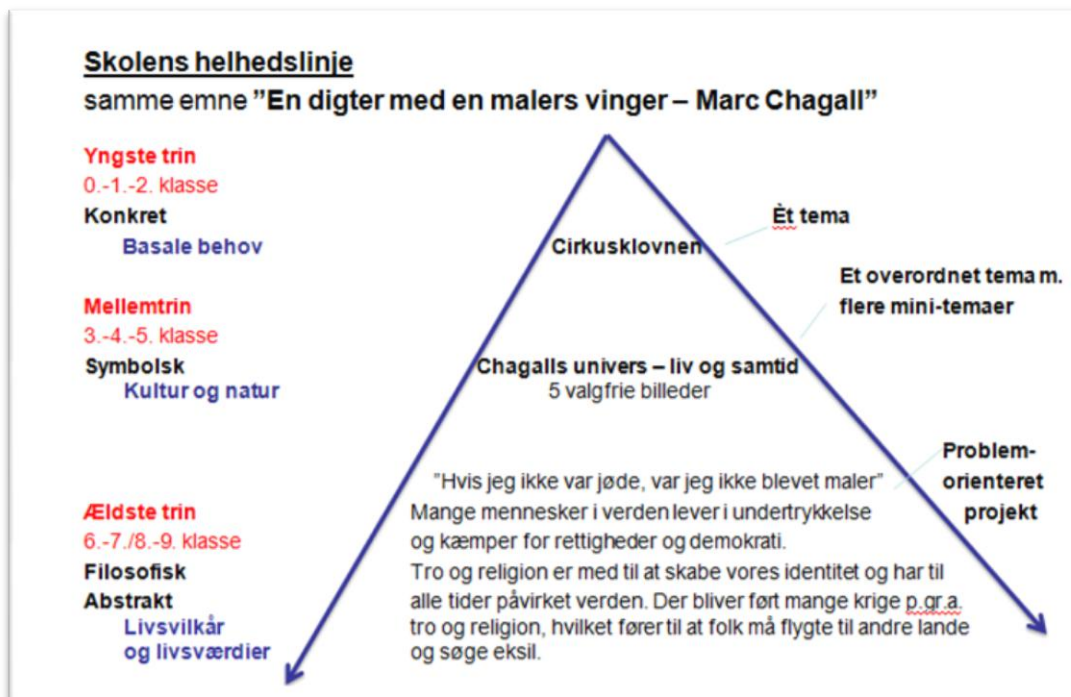 Skolens helhedslinje
samme emne ”En digter med en malers vinger – Marc Chagall”
Yngste trin
0.-1.-2. klasse
Konkret
Basale behov
Cirkusklovnen
Èt tema
Et overordnet tema m.
flere mini-temaer
Mellemtrin
3.-4.-5. klasse
Symbolsk
Kultur og natur
Chagalls univers – liv og samtid
5 valgfrie billeder
Problem-
orienteret
projekt
Ældste trin
6.-7./8.-9. klasse
Filosofisk
Abstrakt
Livsvilkår
og livsværdier
”Hvis jeg ikke var jøde, var jeg ikke blevet maler”
Mange mennesker i verden lever i undertrykkelse
og kæmper for rettigheder og demokrati.
Tro og religion er med til at skabe vores identitet og har til
alle tider påvirket verden. Der bliver ført mange krige p.gr.a.
tro og religion, hvilket fører til at folk må flygte til andre lande
og søge eksil.